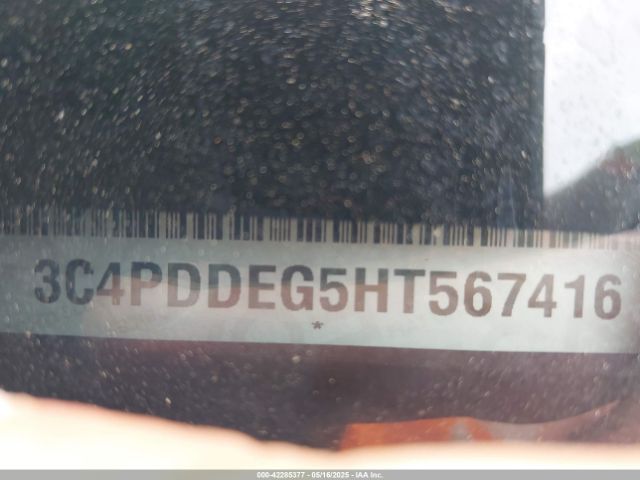 3C4PDDEG5HT567416
*
000-42285377 - 05/16/2025 - IAA Inc.